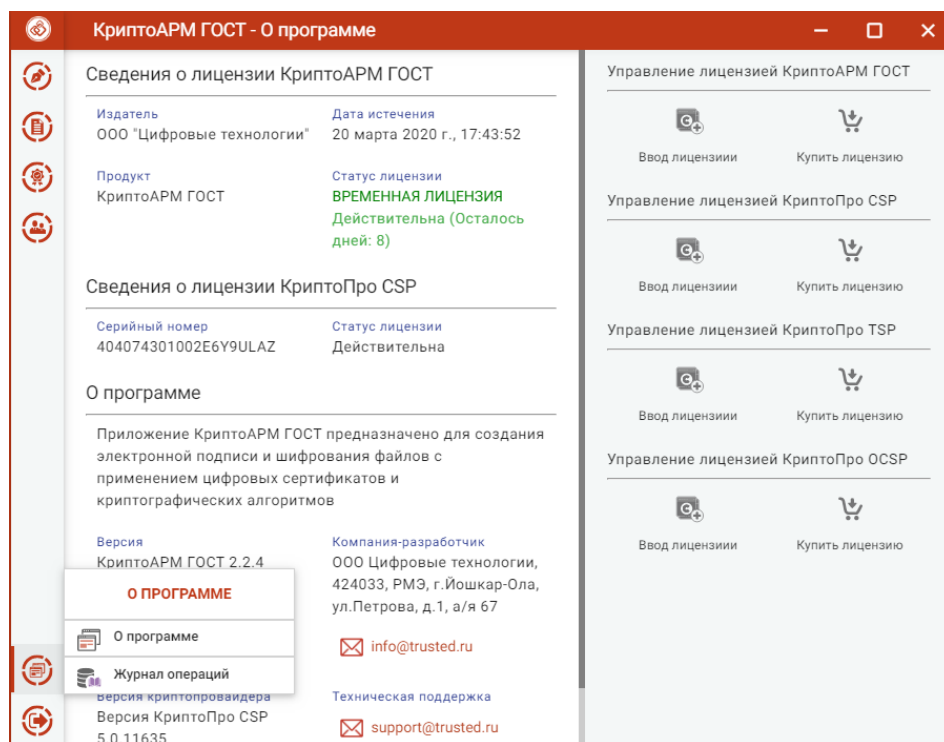 КриптоАРМ ГОСТ - О программе
Сведения о лицензии КриптоАРМ ГОСТ
Издатель
ООО "Цифровые технологии"
Дата истечения
20 марта 2020 г., 17:43:52
Продукт
КриптоАРМ ГОСТ
Статус лицензии
ВРЕМЕННАЯ ЛИЦЕНЗИЯ
Действительна (Осталось
дней: 8)
Сведения о лицензии КриптоПро CSP
Серийный номер
404074301002E6Y9ULAZ
Статус лицензии
Действительна
О программе
Приложение КриптоАРМ ГОСТ предназначено для создания
электронной подписи и шифрования файлов с
применением цифровых сертификатов и
криптографических алгоритмов
Версия
КриптоАРМ ГОСТ 2.2.4
Компания-разработчик
ООО Цифровые технологии,
424033, РМЭ, г.Йошкар-Ола,
ул.Петрова, д.1, а/я 67
info@trusted.ru
О ПРОГРАММЕ
О программе
Журнал операций
Версия криптопровайдера
Версия КриптоПро CSP
5.0.11635
Техническая поддержка
support@trusted.ru
Управление лицензией КриптоАРМ ГОСТ
Ввод лицензиии
Купить лицензию
Управление лицензией КриптоПро CSP
Ввод лицензиии
Купить лицензию
Управление лицензией КриптоПро TSP
Ввод лицензиии
Купить лицензию
Управление лицензией КриптоПро OCSP
Ввод лицензиии
Купить лицензию